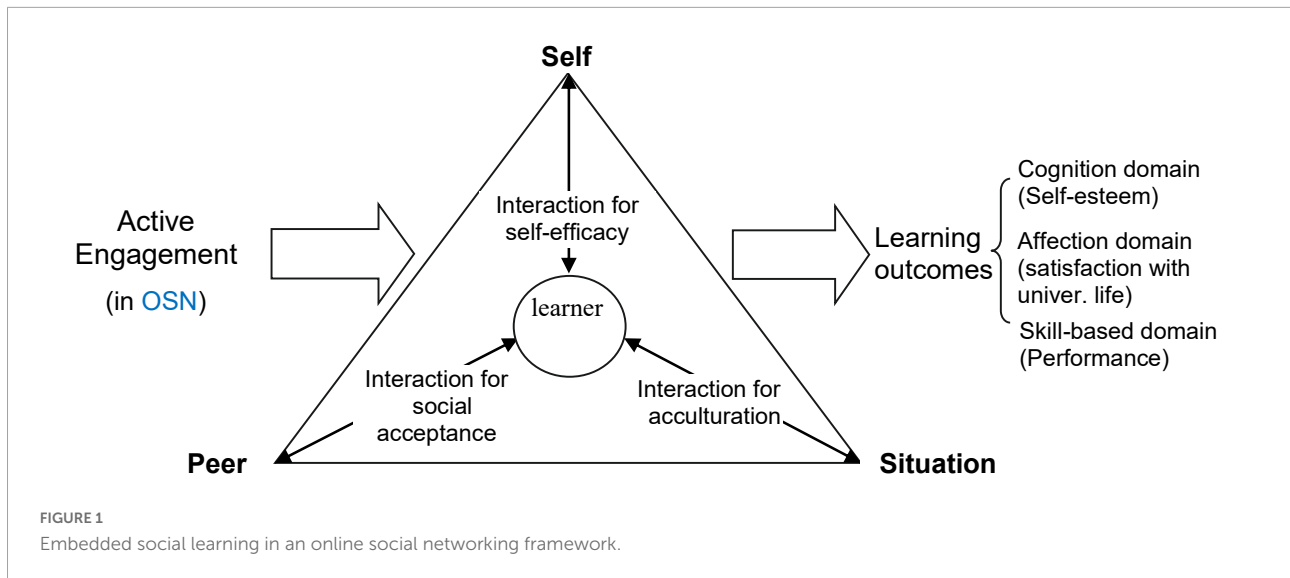 Self
Active
Engagement
(in OSN)
Interaction for
self-efficacy
learner
Interaction for
social
acceptance
Interaction for
acculturation
Peer
Situation
Learning
outcomes
Cognition domain
(Self-esteem)
Affection domain
(satisfaction with
univer. life)
Skill-based domain
(Performance)
FIGURE 1
Embedded social learning in an online social networking framework.